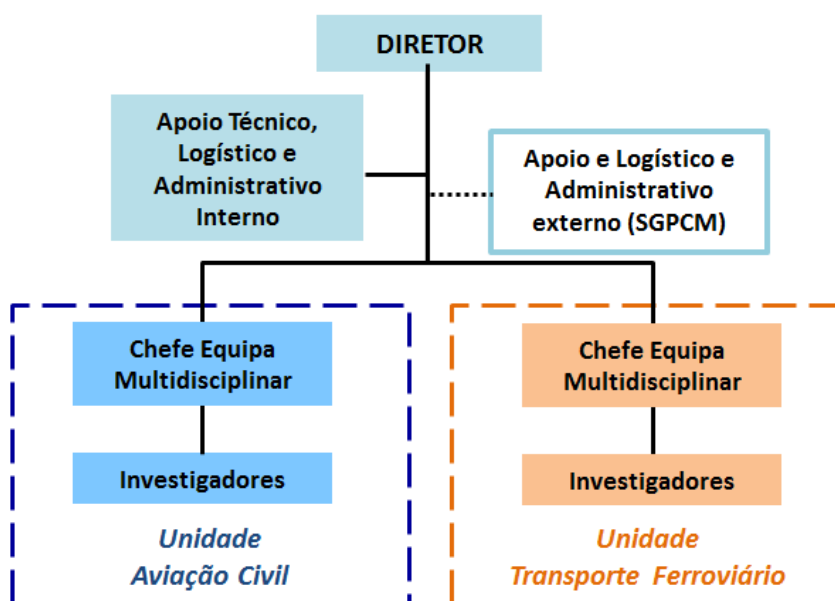 DIRETOR
Apoio Técnico,
Logístico e
Administrativo
Interno
Apoio e Logístico e
Administrativo
externo (SGPCM)
Chefe Equipa
Multidisciplinar
Investigadores
Unidade
Aviação Civil
Chefe Equipa
Multidisciplinar
Investigadores
Unidade
Transporte Ferroviário